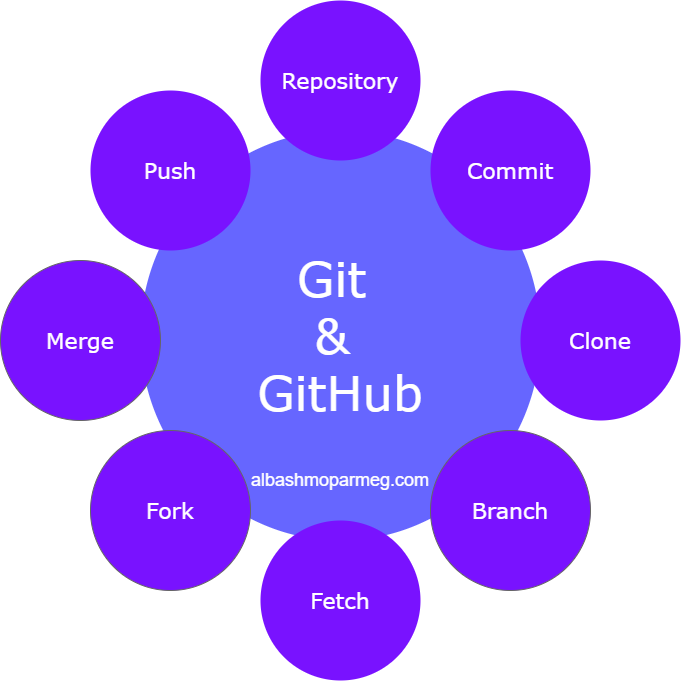 Repository
Commit
Clone
Branch
Fetch
Fork
Merge
Push
Git
&
GitHub
albashmoparmeg.com